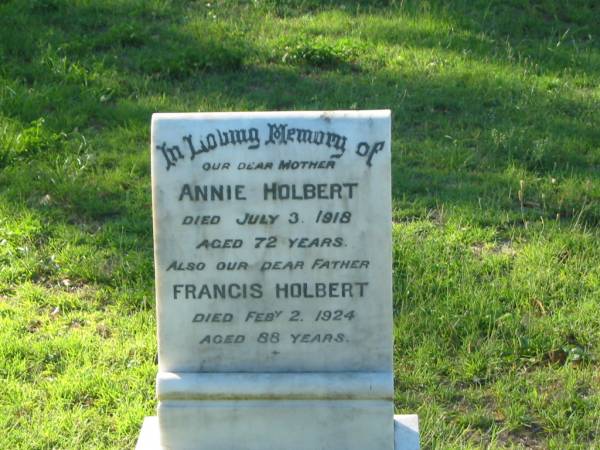 In Loving Memory of
OUR DEAR MOTHER
ANNIE HOLBERT
DIED JULY 3. 1918
AGED 72 YEARS.
ALSO OUR DEAR FATHER
FRANCIS HOLBERT
DIED FEBY 2. 1924
AGED 88 YEARS.